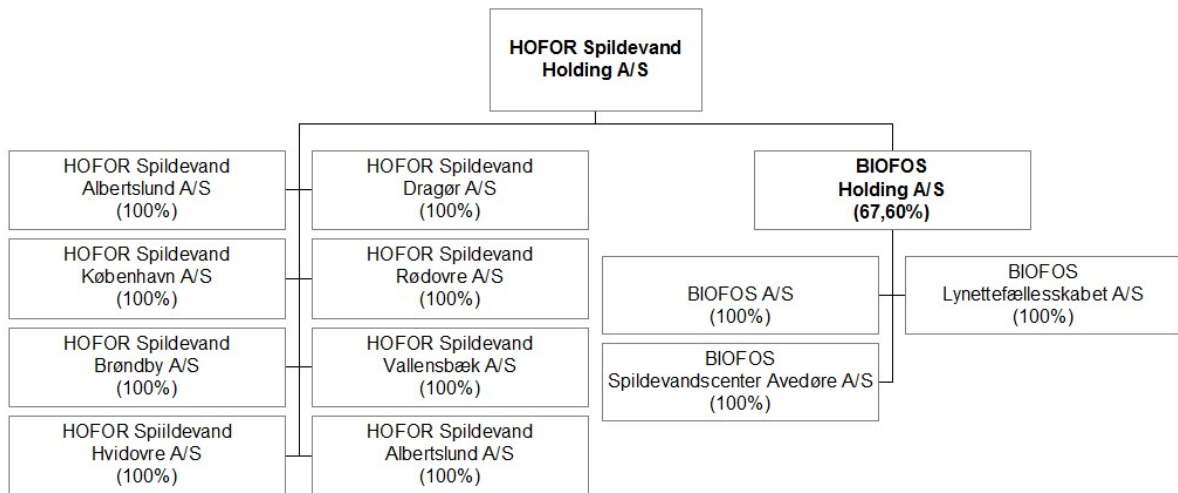 HOFOR Spildevand
Holding A/S
HOFOR Spildevand
Albertslund A/S
(100%)
HOFOR Spildevand
Dragør A/S
(100%)
BIOFOS
Holding A/S
(67,60%)
HOFOR Spildevand
København A/S
(100%)
HOFOR Spildevand
Rødovre A/S
(100%)
BIOFOS A/S
(100%)
BIOFOS
Lynettefællesskabet A/S
(100%)
HOFOR Spildevand
Brøndby A/S
(100%)
HOFOR Spildevand
Vallensbæk A/S
(100%)
BIOFOS
Spildevandscenter Avedøre A/S
(100%)
HOFOR Spiildevand
Hvidovre A/S
(100%)
HOFOR Spildevand
Albertslund A/S
(100%)